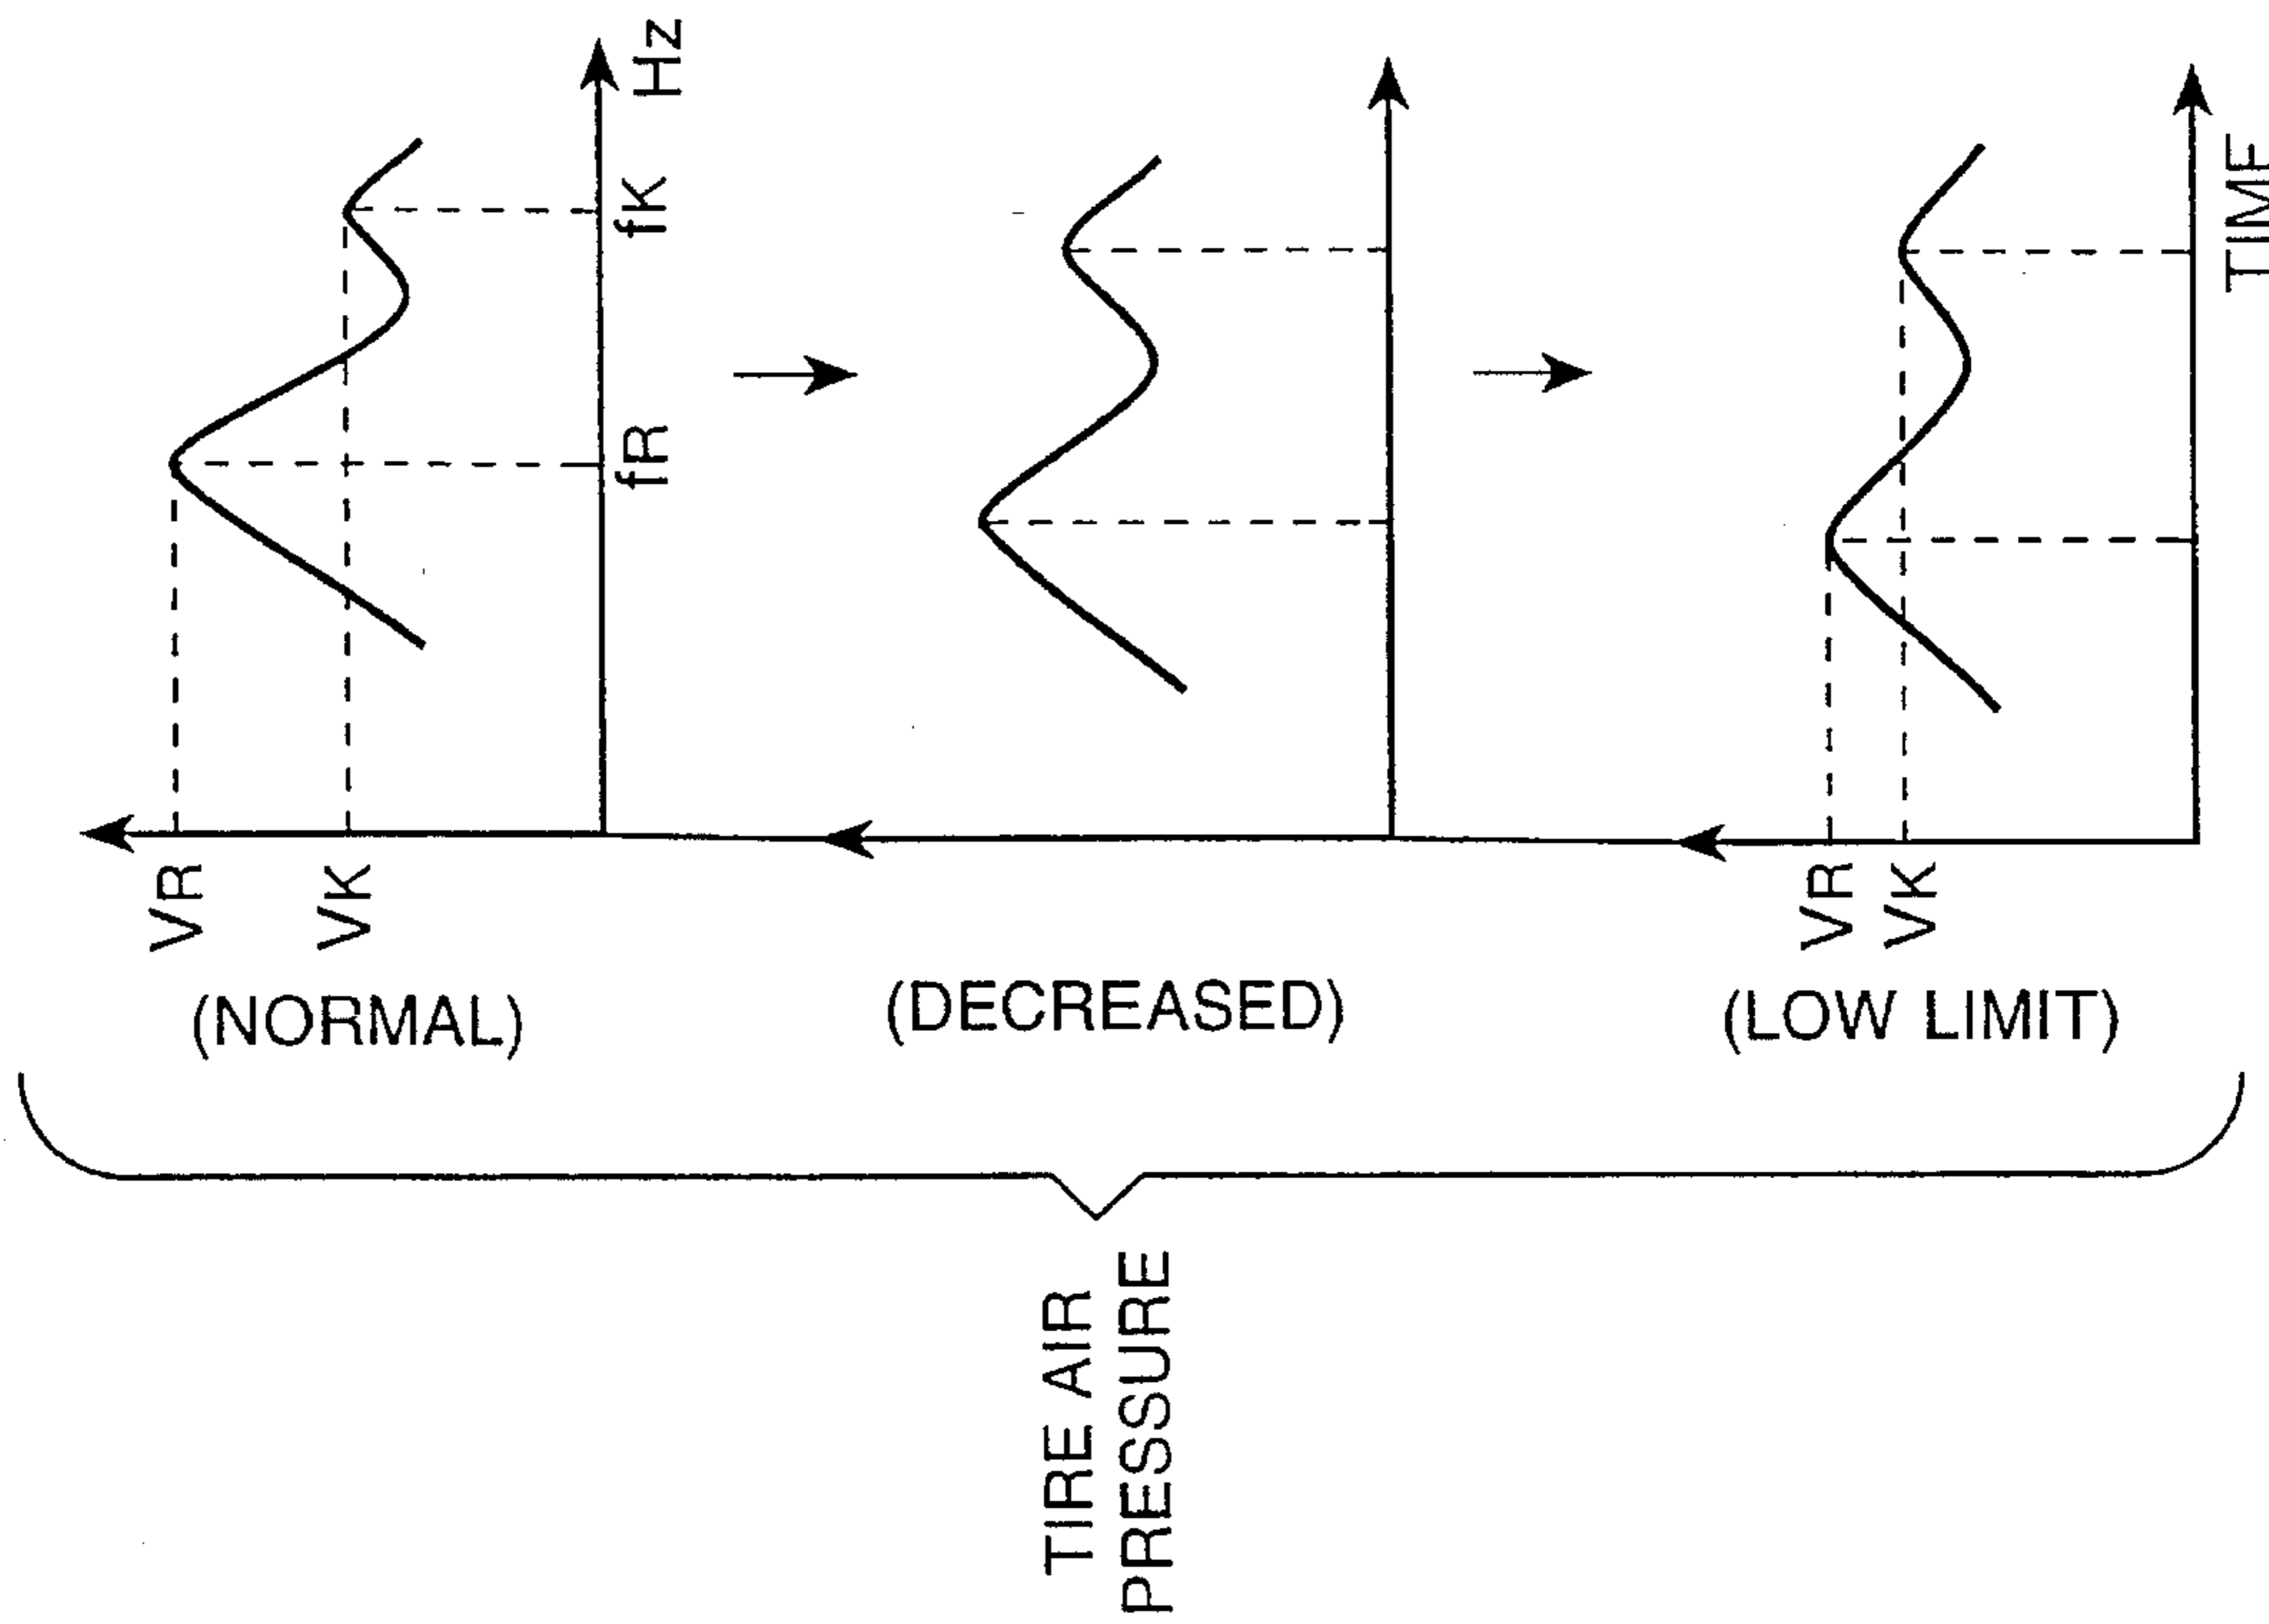 Hz
fK
fR
TIME
VR
VK
VR
VK
(NORMAL)
(DECREASED)
(LOW LIMIT)
TIRE AIR
PRESSURE